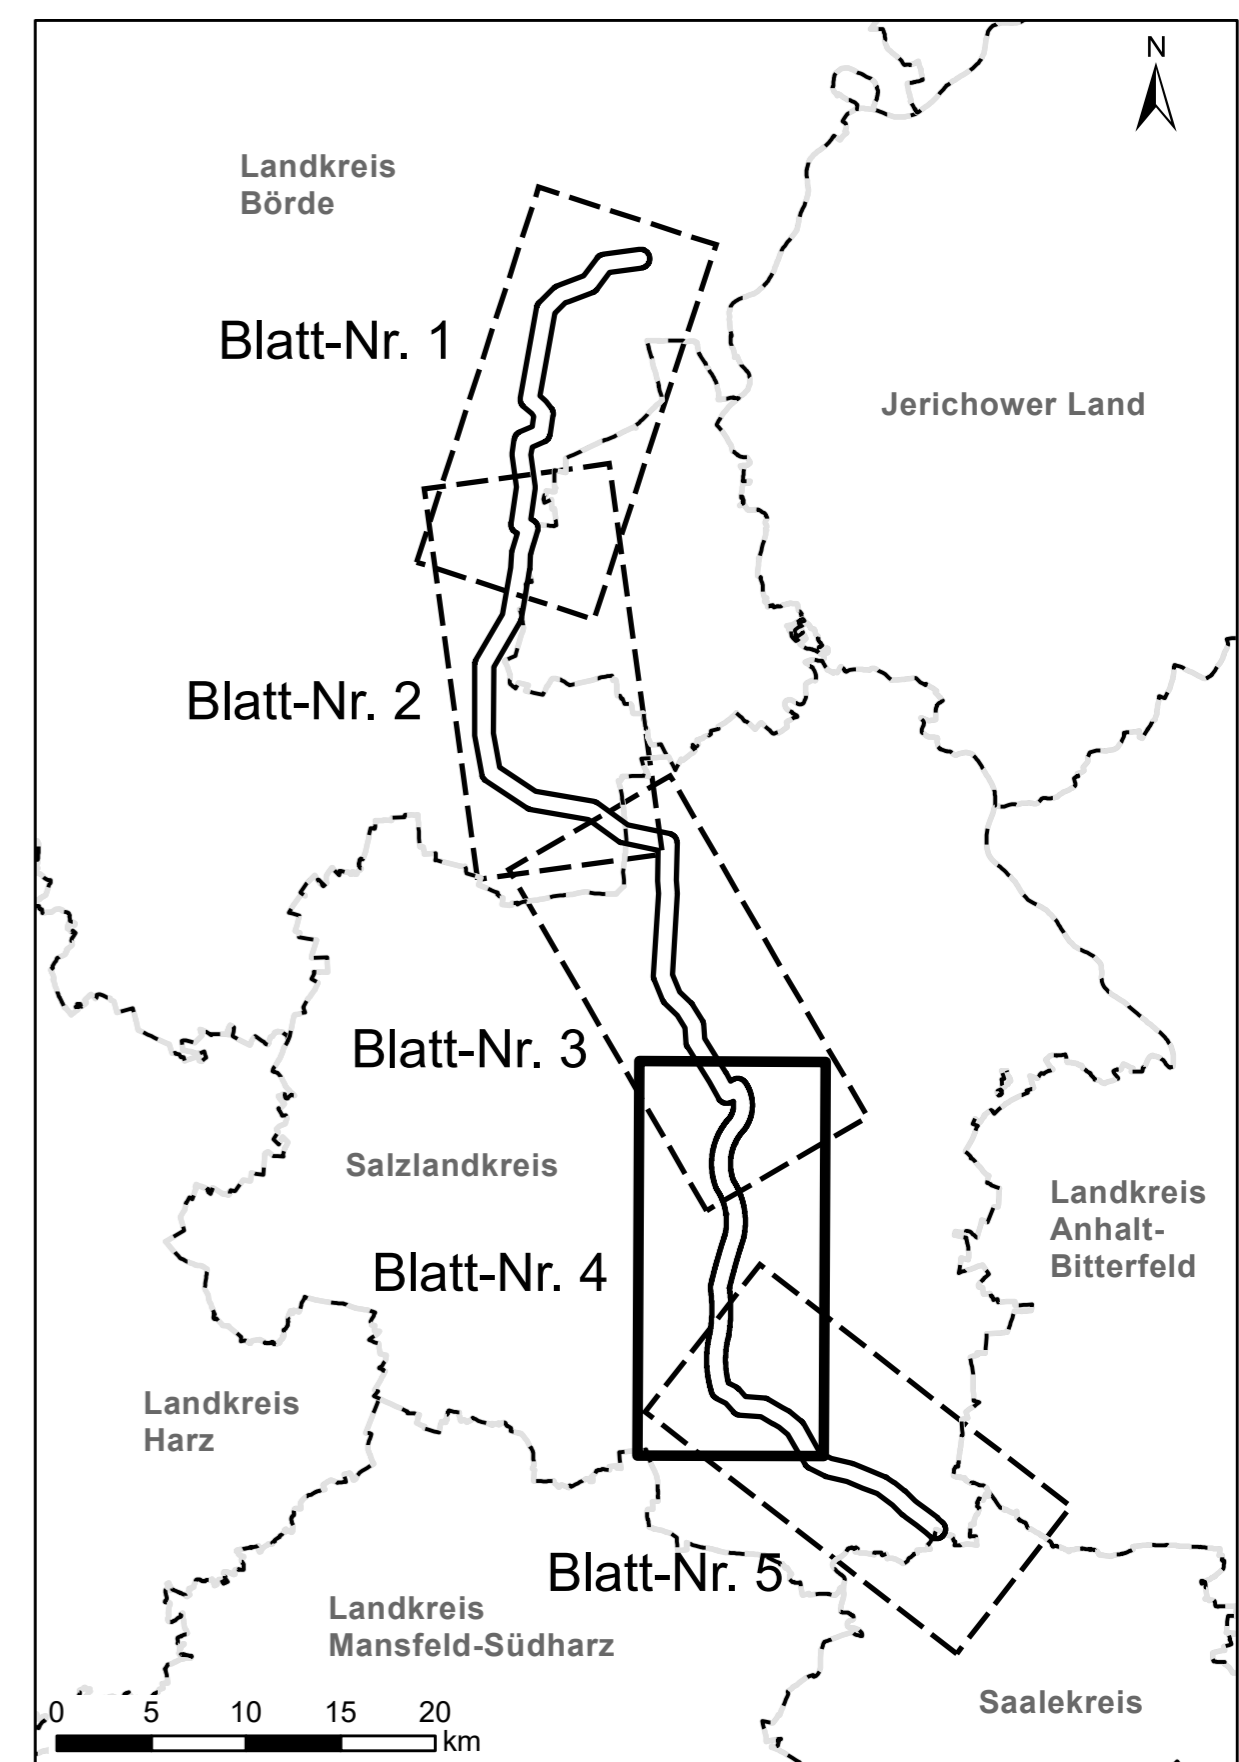 N
Landkreis
Börde
Blatt-Nr. 1
Jerichower Land
Blatt-Nr. 2
Blatt-Nr. 3
Salzlandkreis
Landkreis
Anhalt-
Bitterfeld
Blatt-Nr. 4
Landkreis
Harz
Blatt-Nr. 5
Landkreis
Mansfeld-Südharz
Saalekreis
0 5 10 15 20
km